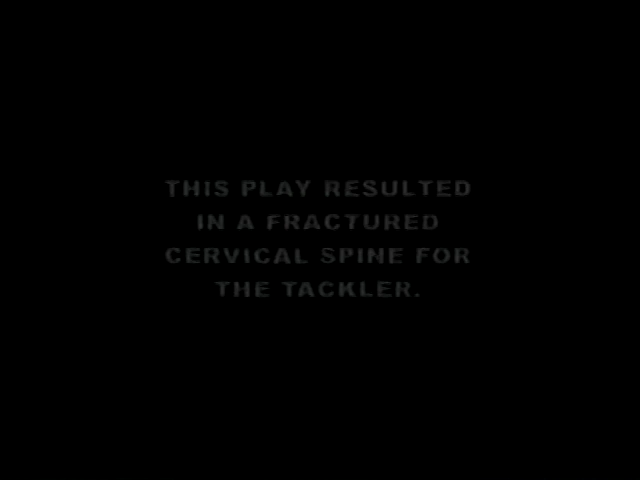 THIS PLAY RESULTED
IN A FRACTURED
CERVICAL SPINE FOR
THE TACKLER.